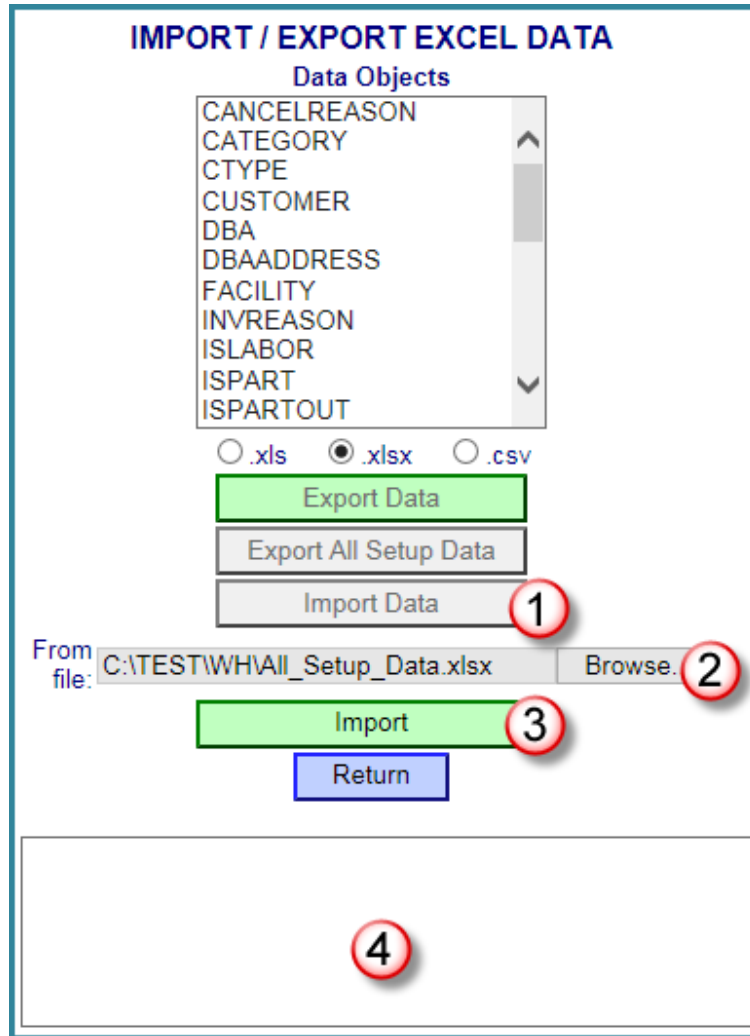 IMPORT / EXPORT EXCEL DATA
Data Objects
CANCELREASON
CATEGORY
CTYPE
CUSTOMER
DBA
DBAADDRESS
FACILITY
INVREASON
ISLABOR
ISPART
ISPARTOUT
.xls .xlsx .csv
Export Data
Export All Setup Data
Import Data 1
From file: C:\TEST\WH\All_Setup_Data.xlsx Browse. 2
Import 3
Return
4